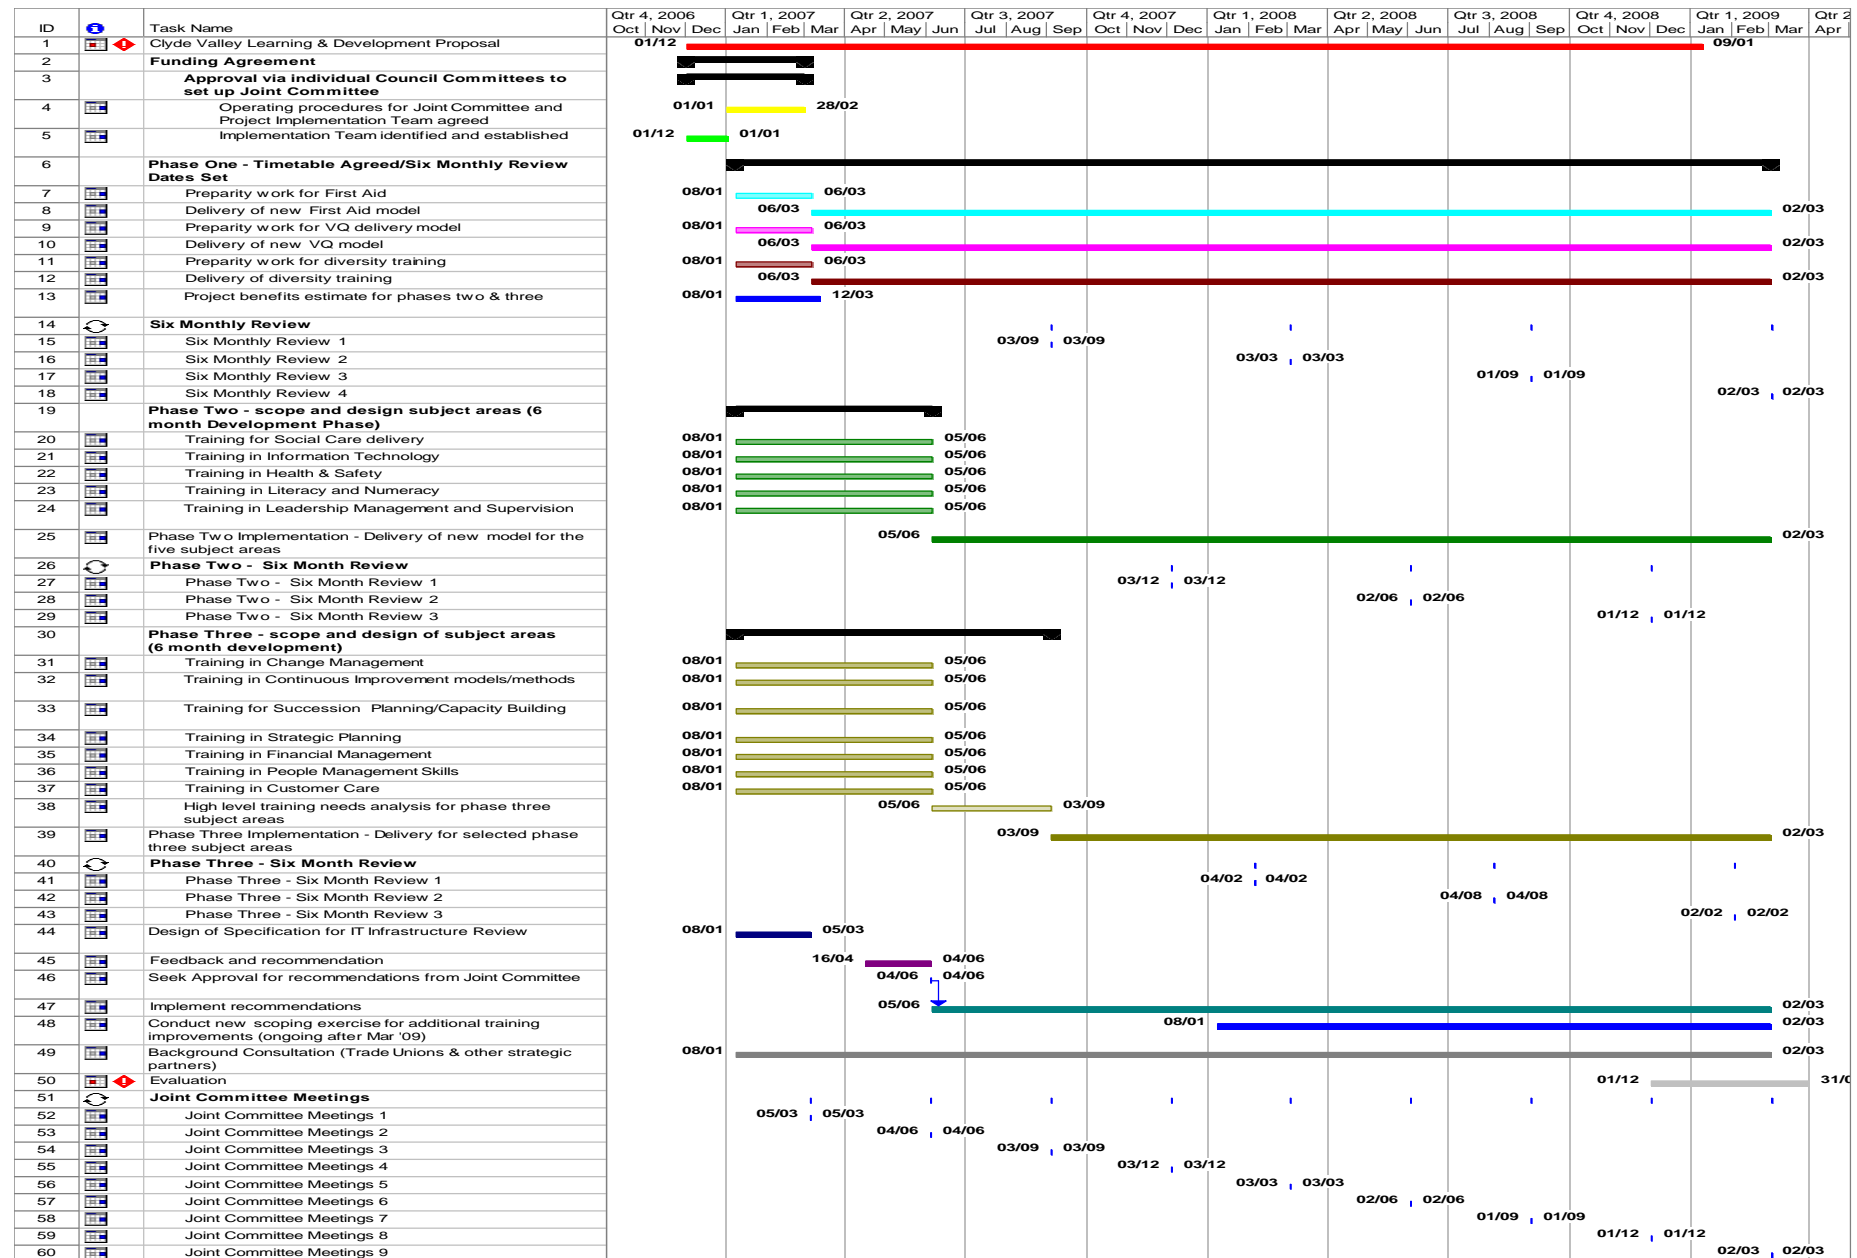 Qtr 4, 2006 Qtr 1, 2007 Qtr 2, 2007 Qtr 3, 2007 Qtr 4, 2007 Qtr 1, 2008 Qtr 2, 2008 Qtr 3, 2008 Qtr 4, 2008 Qtr 1, 2009 Qtr 2
ID Task Name Oct Nov Dec Jan Feb Mar Apr May Jun Jul Aug Sep Oct Nov Dec Jan Feb Mar Apr May Jun Jul Aug Sep Oct Nov Dec Jan Feb Mar Apr
1 Clyde Valley Learning & Development Proposal 01/12 09/01
2 Funding Agreement
3 Approval via individual Council Committees to
set up Joint Committee
4 Operating procedures for Joint Committee and 01/01 28/02
Project Implementation Team agreed
5 Implementation Team identified and established 01/12 01/01
6 Phase One - Timetable Agreed/Six Monthly Review
Dates Set
7 Preparity work for First Aid 08/01 06/03
8 Delivery of new First Aid model 06/03 02/03
9 Preparity work for VQ delivery model 08/01 06/03
10 Delivery of new VQ model 06/03 02/03
11 Preparity work for diversity training 08/01 06/03
12 Delivery of diversity training 06/03 02/03
13 Project benefits estimate for phases two & three 08/01 12/03
14 Six Monthly Review
15 Six Monthly Review 1 03/09 03/09
16 Six Monthly Review 2 03/03 03/03
17 Six Monthly Review 3 01/09 01/09
18 Six Monthly Review 4 02/03 02/03
19 Phase Two - scope and design subject areas (6
month Development Phase)
20 Training for Social Care delivery 08/01 05/06
21 Training in Information Technology 08/01 05/06
22 Training in Health & Safety 08/01 05/06
23 Training in Literacy and Numeracy 08/01 05/06
24 Training in Leadership Management and Supervision 08/01 05/06
25 Phase Two Implementation - Delivery of new model for the 05/06 02/03
five subject areas
26 Phase Two - Six Month Review
27 Phase Two - Six Month Review 1 03/12 03/12
28 Phase Two - Six Month Review 2 02/06 02/06
29 Phase Two - Six Month Review 3 01/12 01/12
30 Phase Three - scope and design of subject areas
(6 month development)
31 Training in Change Management 08/01 05/06
32 Training in Continuous Improvement models/methods 08/01 05/06
33 Training for Succession Planning/Capacity Building 08/01 05/06
34 Training in Strategic Planning 08/01 05/06
35 Training in Financial Management 08/01 05/06
36 Training in People Management Skills 08/01 05/06
37 Training in Customer Care 08/01 05/06
38 High level training needs analysis for phase three 05/06 03/09
subject areas
39 Phase Three Implementation - Delivery for selected phase 03/09 02/03
three subject areas
40 Phase Three - Six Month Review
41 Phase Three - Six Month Review 1 04/02 04/02
42 Phase Three - Six Month Review 2 04/08 04/08
43 Phase Three - Six Month Review 3 02/02 02/02
44 Design of Specification for IT Infrastructure Review 08/01 05/03
45 Feedback and recommendation 16/04 04/06
46 Seek Approval for recommendations from Joint Committee 04/06 04/06
47 Implement recommendations 05/06 02/03
48 Conduct new scoping exercise for additional training 08/01 02/03
improvements (ongoing after Mar '09)
49 Background Consultation (Trade Unions & other strategic 08/01 02/03
partners)
50 Evaluation 01/12 31/0
51 Joint Committee Meetings
52 Joint Committee Meetings 1 05/03 05/03
53 Joint Committee Meetings 2 04/06 04/06
54 Joint Committee Meetings 3 03/09 03/09
55 Joint Committee Meetings 4 03/12 03/12
56 Joint Committee Meetings 5 03/03 03/03
57 Joint Committee Meetings 6 02/06 02/06
58 Joint Committee Meetings 7 01/09 01/09
59 Joint Committee Meetings 8 01/12 01/12
60 Joint Committee Meetings 9 02/03 02/03